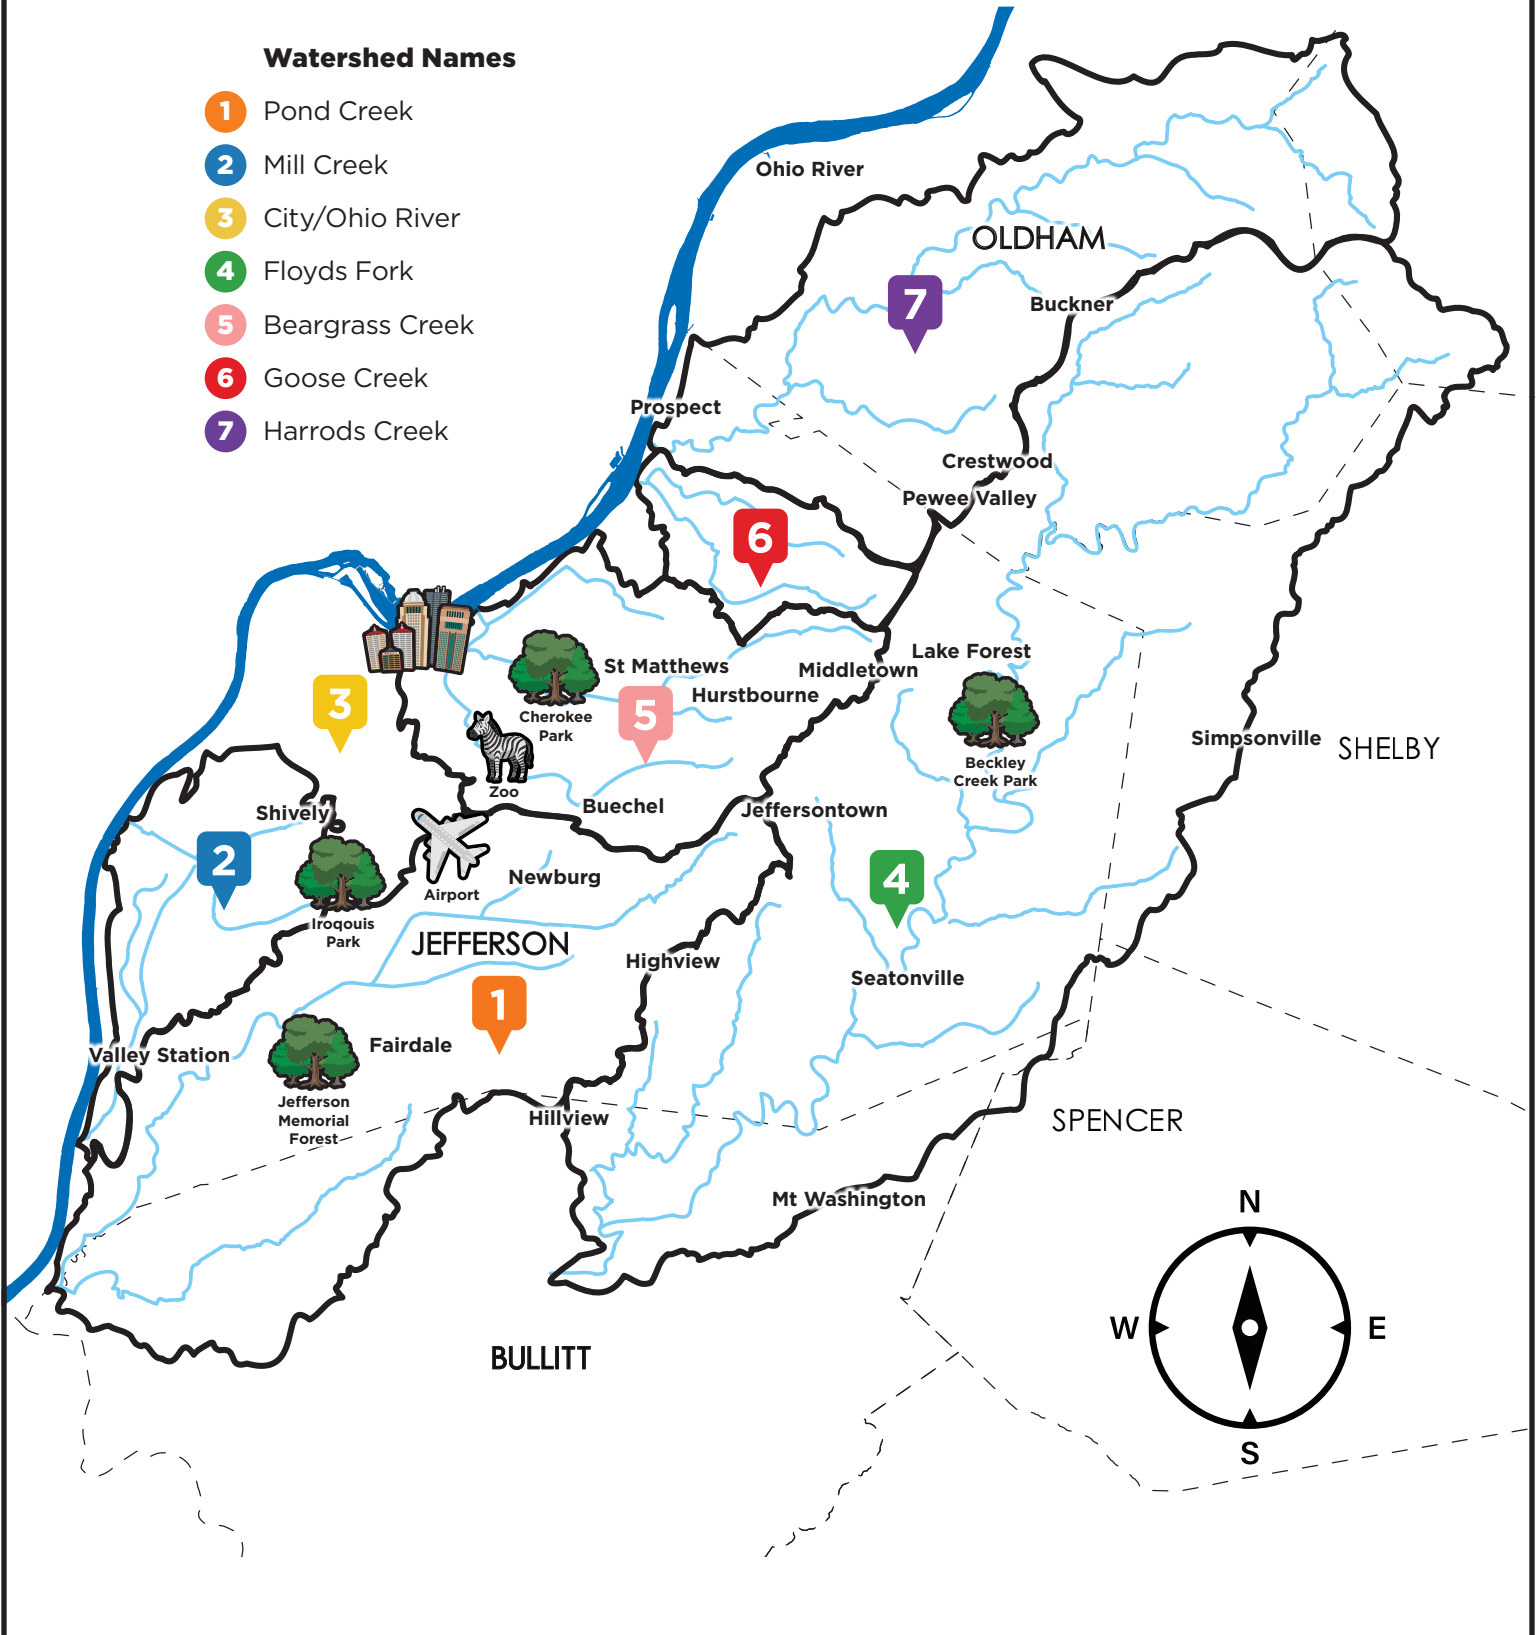 Watershed Names
1 Pond Creek
2 Mill Creek
3 City/Ohio River
4 Floyds Fork
5 Beargrass Creek
6 Goose Creek
7 Harrods Creek
Ohio River
OLDHAM
7
Buckner
Prospect
Crestwood
Pewee Valley
6
Lake Forest
St Matthews
Middletown
Hurstbourne
3
5
Cherokee
Park
Simpsonville
SHELBY
Beckley
Creek Park
Zoo
Buechel
Jeffersontown
Shively
2
4
Newburg
Airport
Iroqouis
Park
JEFFERSON
Highview
Seatonville
1
Fairdale
Valley Station
Jefferson
Memorial
Forest
Hillview
SPENCER
Mt Washington
N
W
E
S
BULLITT